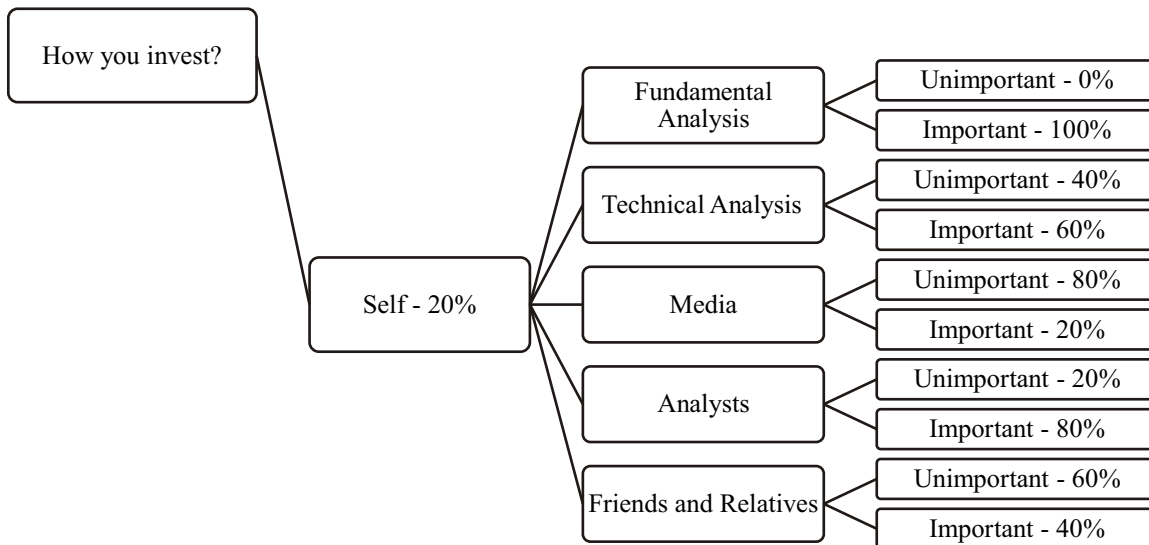 How you invest?
Self - 20%
Fundamental
Analysis
Unimportant - 0%
Important - 100%
Technical Analysis
Unimportant - 40%
Important - 60%
Media
Unimportant - 80%
Important - 20%
Analysts
Unimportant - 20%
Important - 80%
Friends and Relatives
Unimportant - 60%
Important - 40%